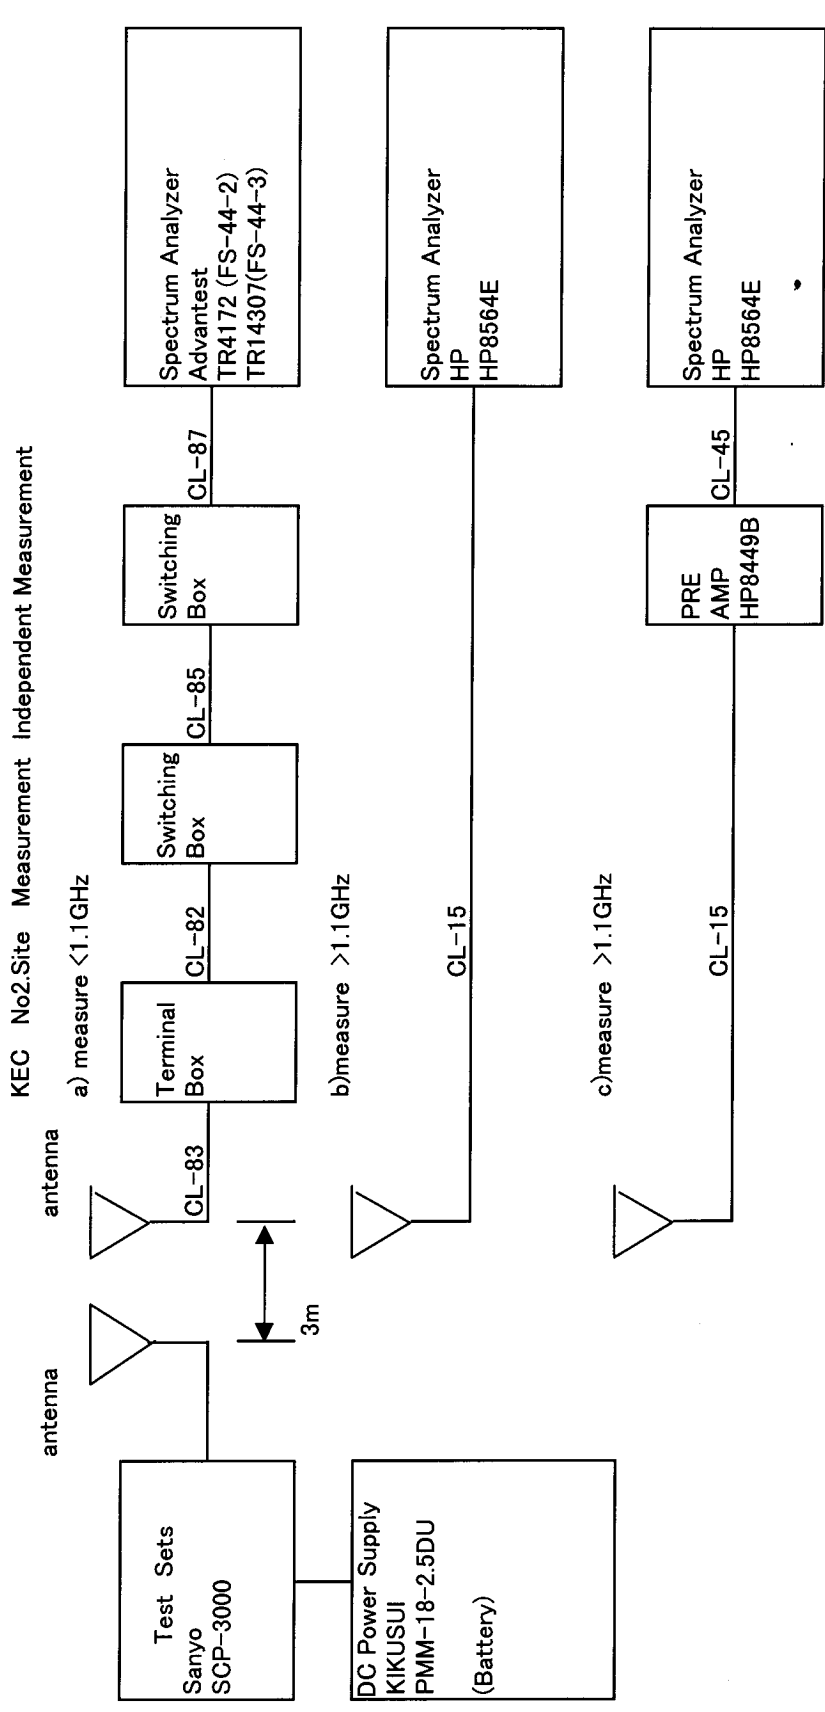 KEC No2.Site Measurement Independent Measurement
antenna
antenna
a) measure <1.1GHz
Test Sets
Sanyo
SCP-3000
3m
CL-83
Terminal
Box
CL-82
Switching
Box
CL-85
Switching
Box
CL-87
Spectrum Analyzer
Advantest
TR4172 (FS-44-2)
TR14307(FS-44-3)
DC Power Supply
KIKUSUI
PMM-18-2.5DU
(Battery)
b)measure >1.1GHz
CL-15
Spectrum Analyzer
HP
HP8564E
c)measure >1.1GHz
CL-15
PRE
AMP
HP8449B
CL-45
Spectrum Analyzer
HP
HP8564E